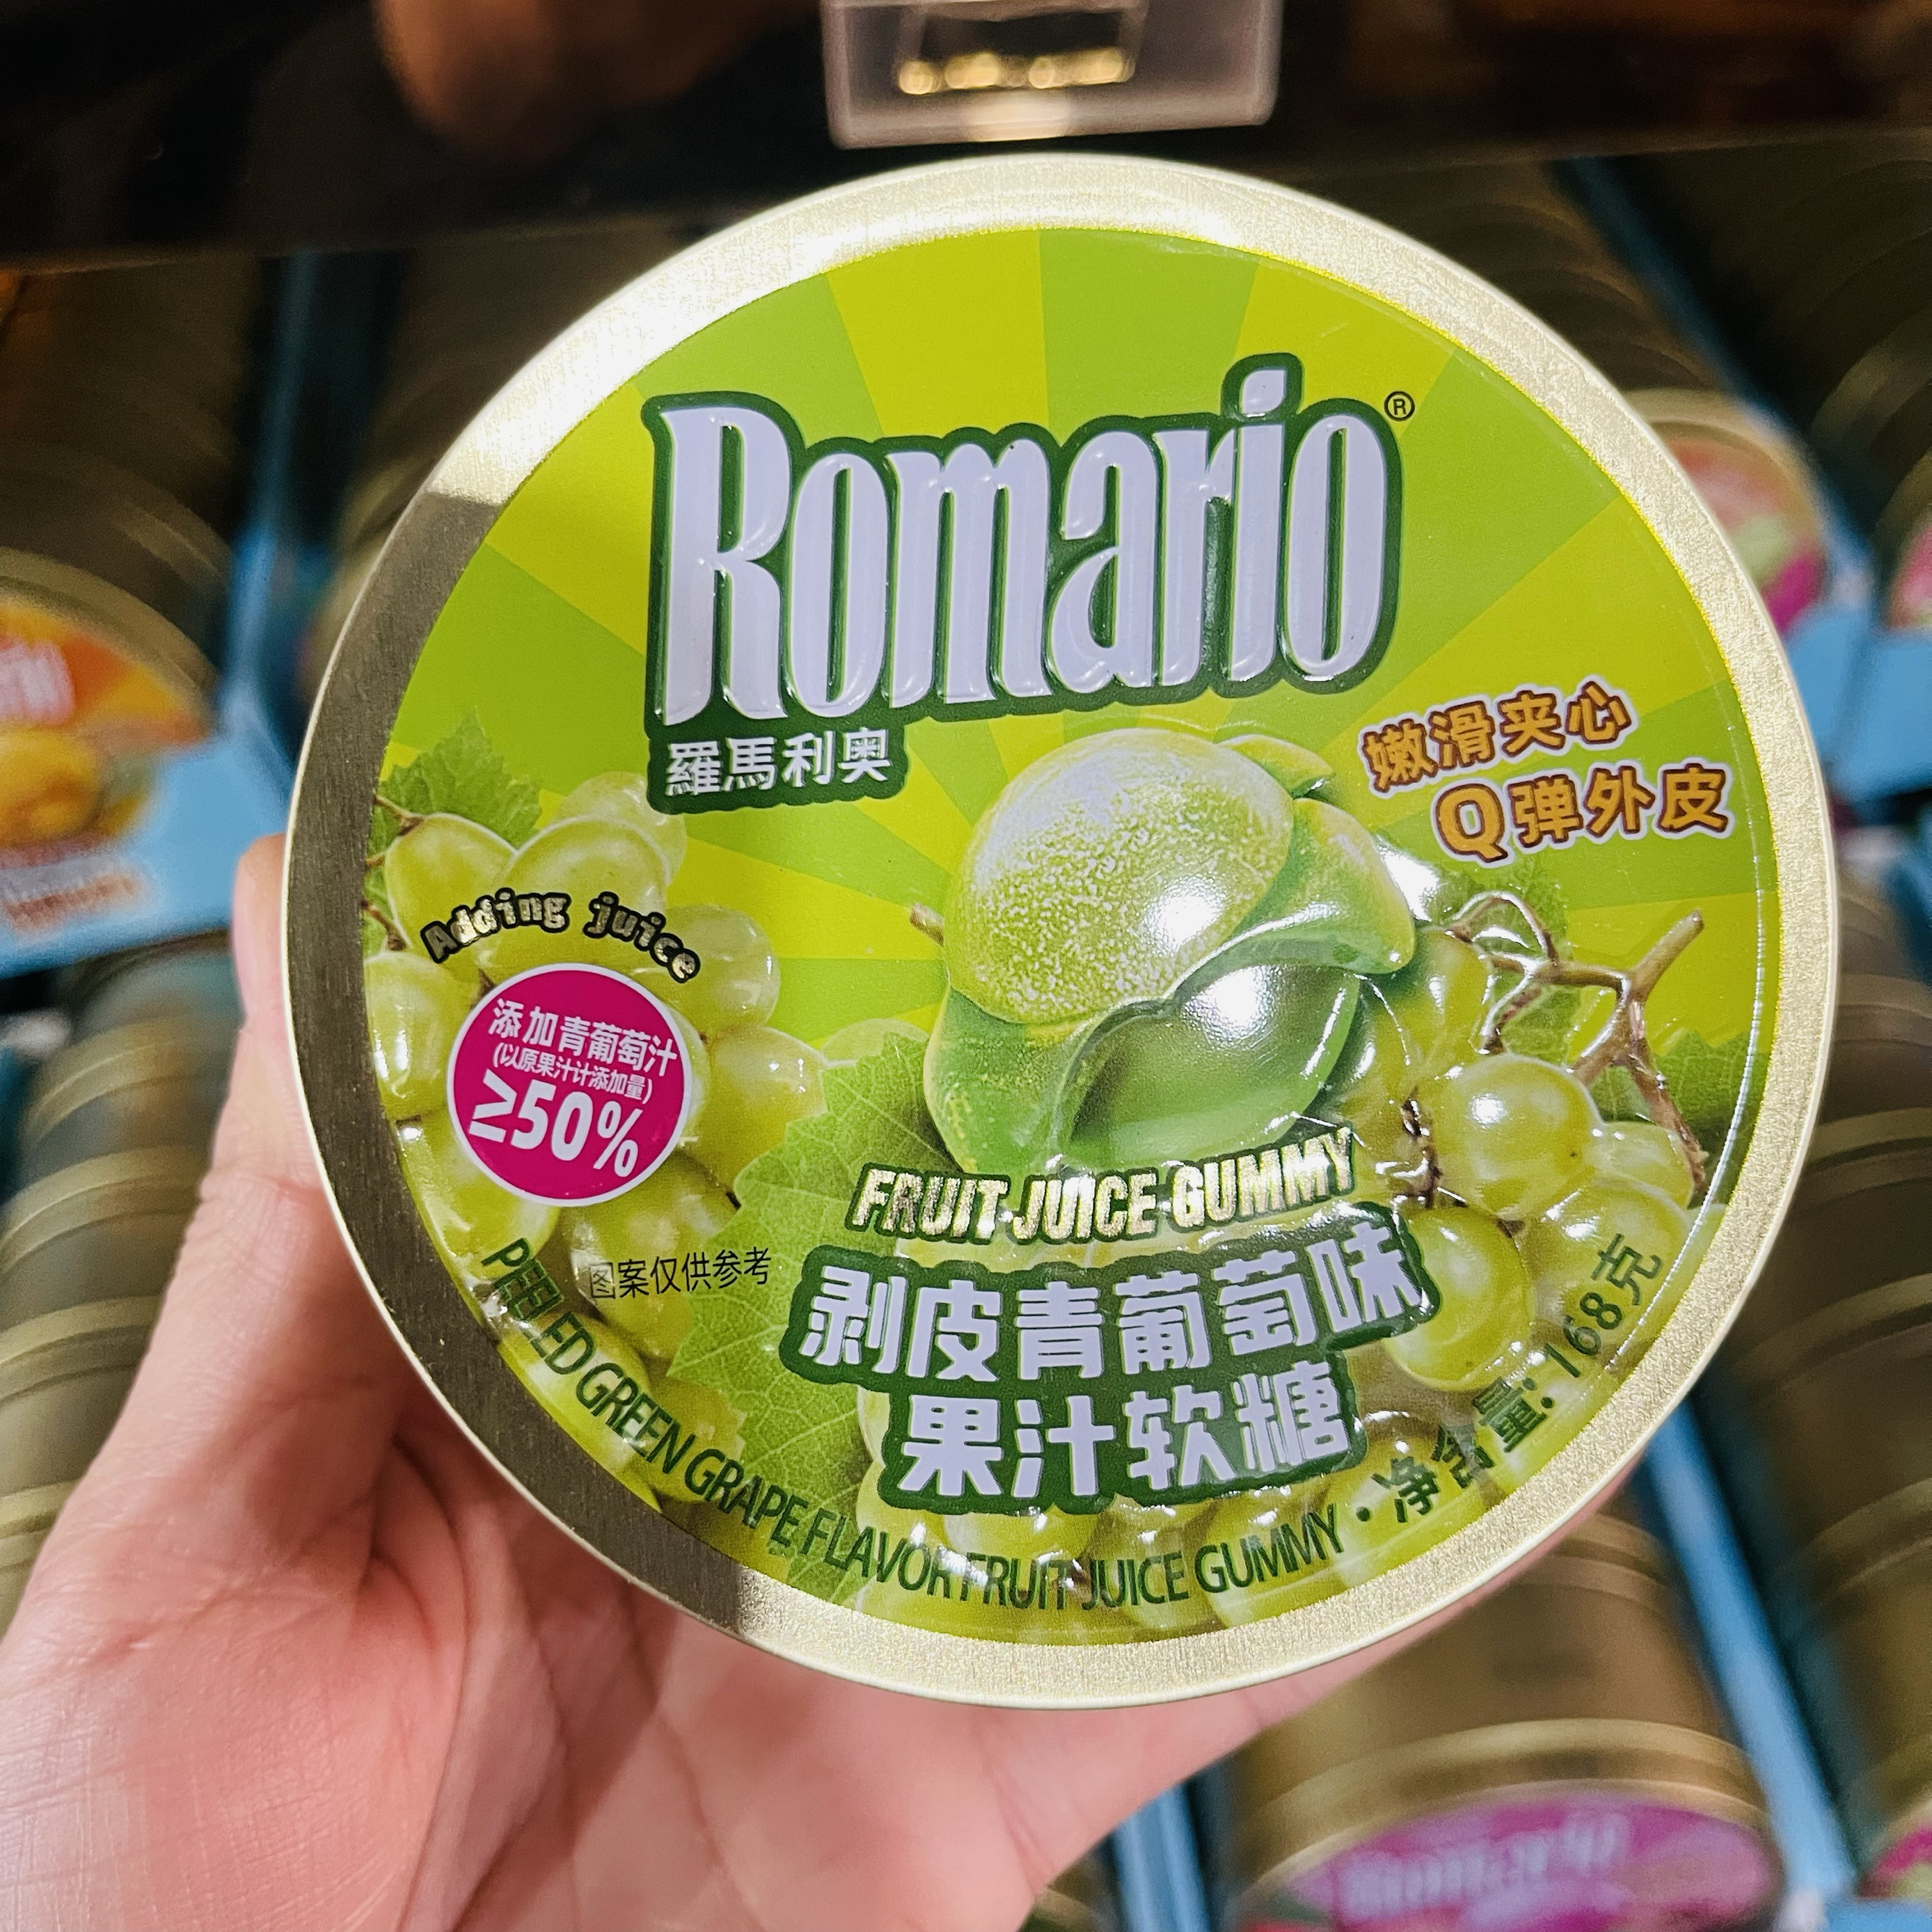 Romario®
羅馬利奥
嫩滑夹心
Q弹外皮
Adding juice
添加青葡萄汁
(以原果汁计添加量)
≥50%
FRUIT JUICE GUMMY
图案仅供参考
剥皮青葡萄味
果汁软糖
PEELED GREEN GRAPE FLAVOR FRUIT JUICE GUMMY · 净含量: 168克
Romario